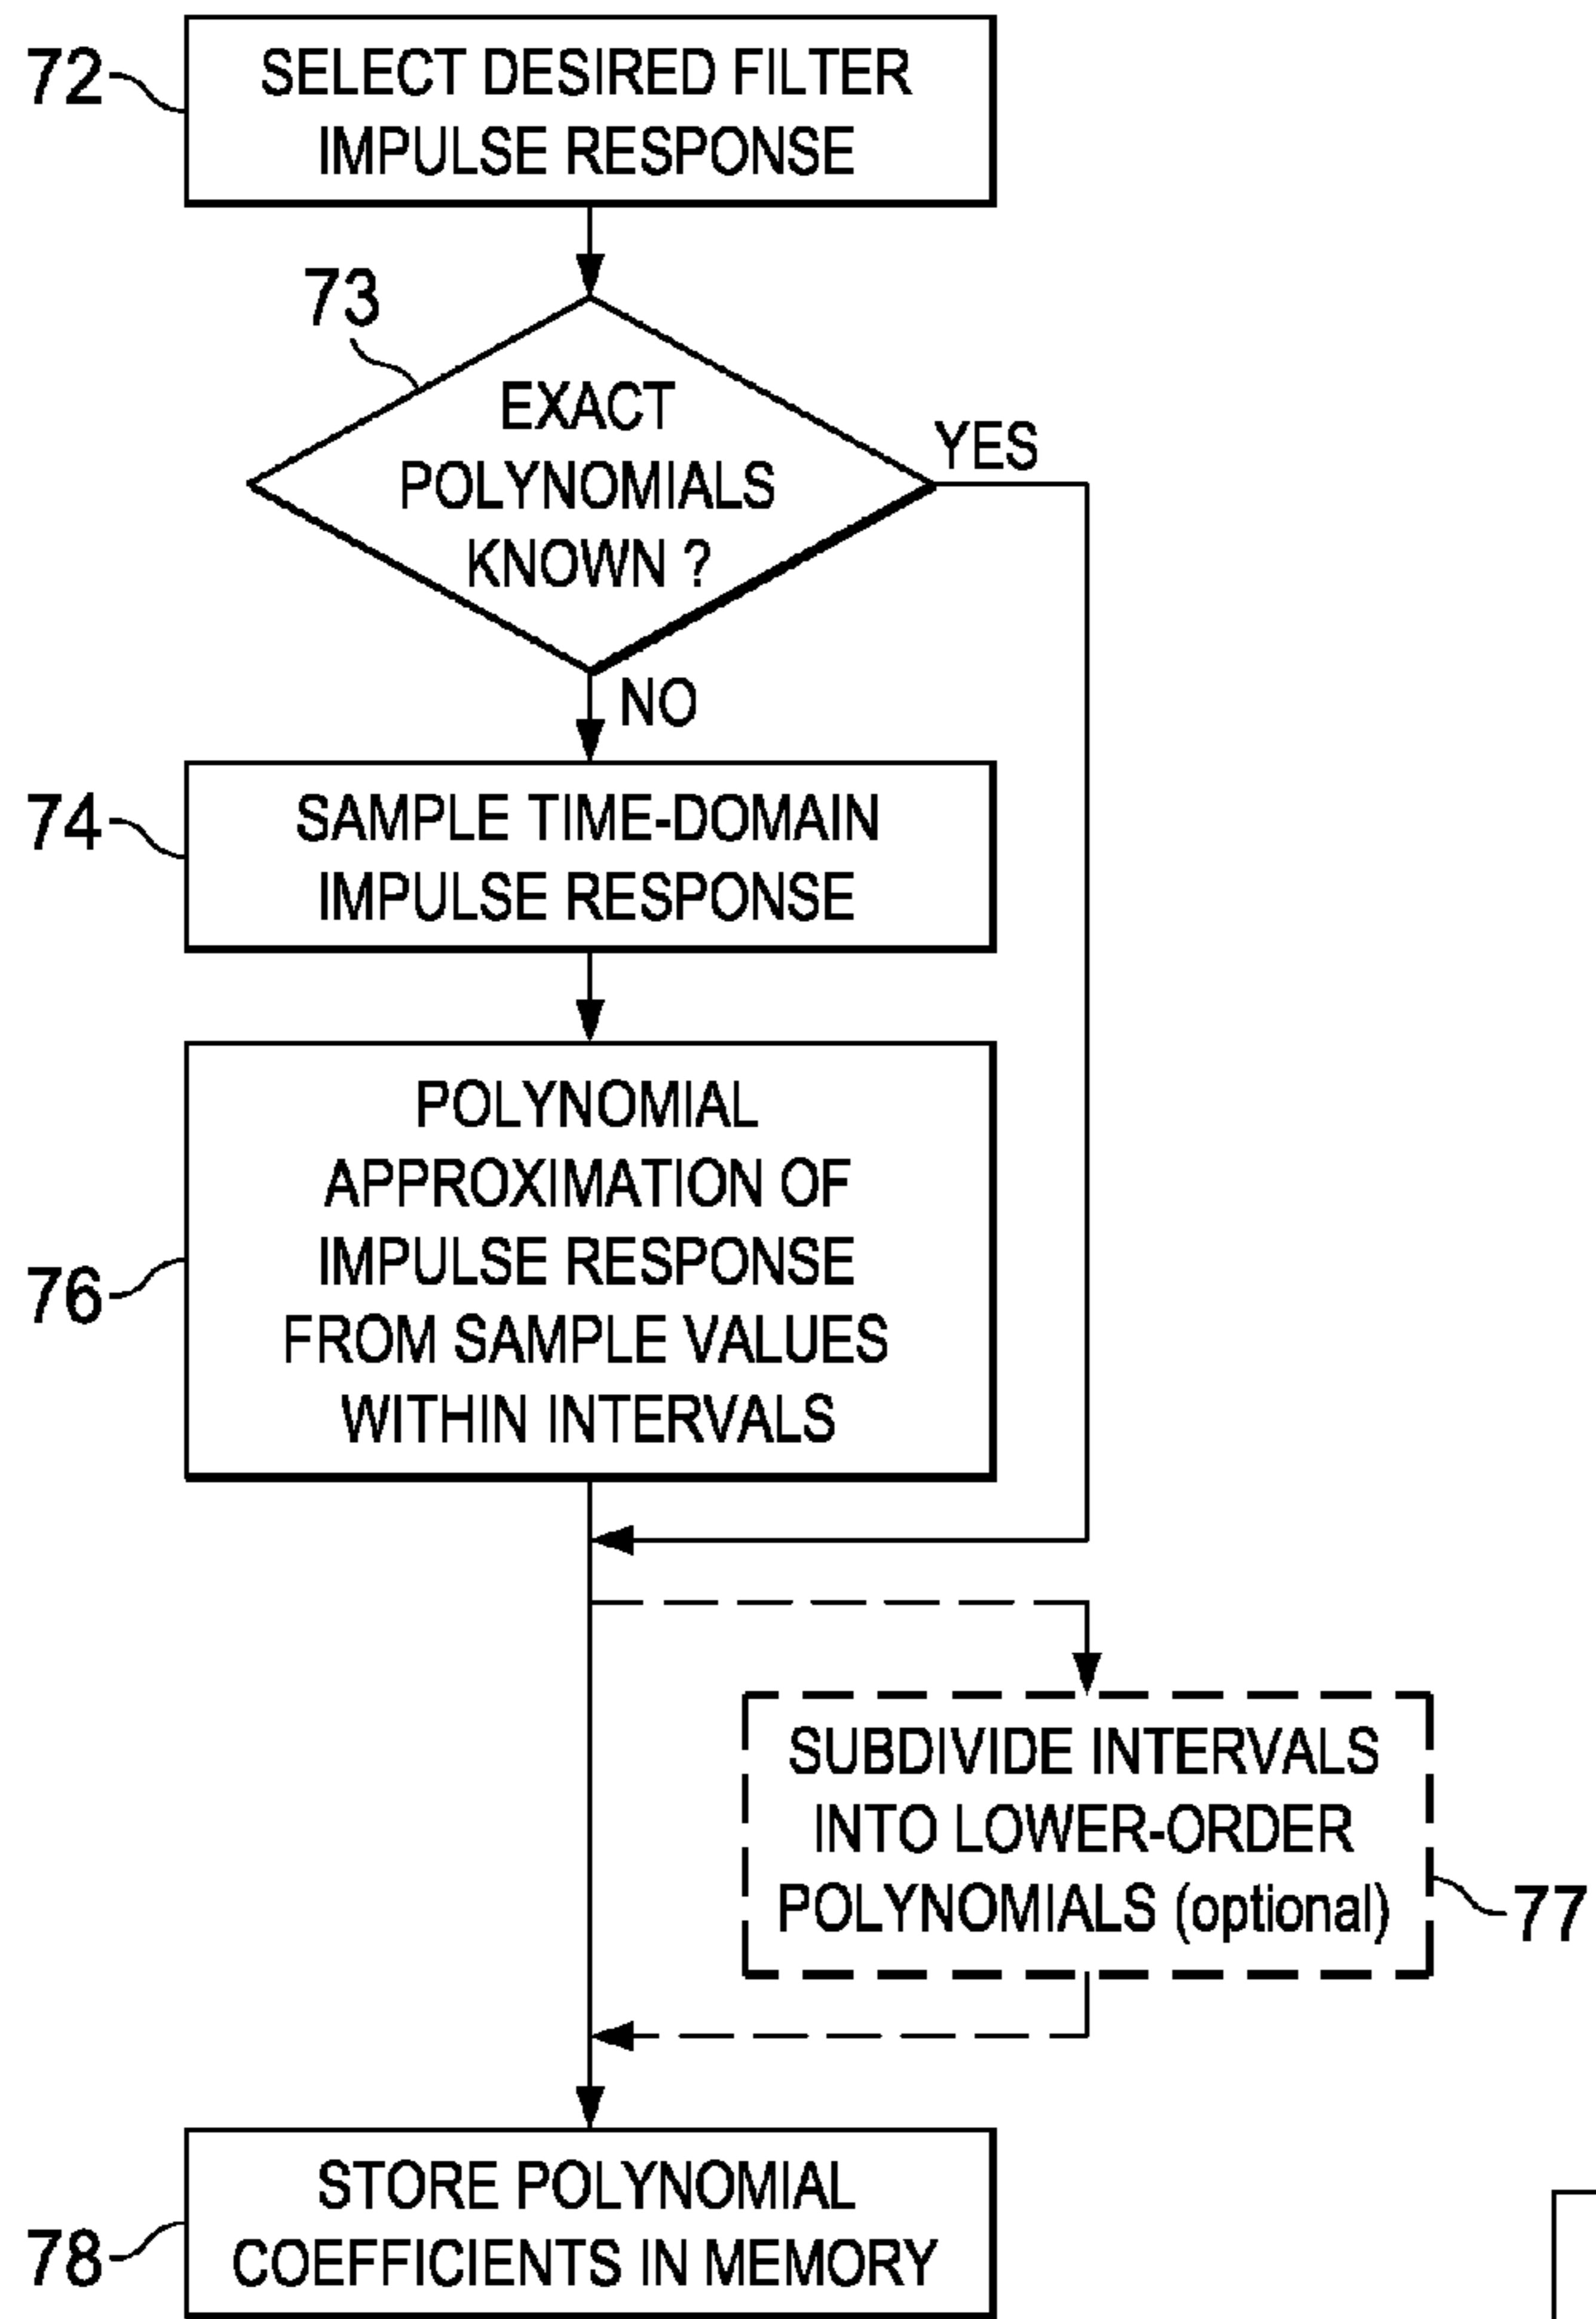 72
SELECT DESIRED FILTER
IMPULSE RESPONSE
73
EXACT
POLYNOMIALS
KNOWN ?
YES
NO
74
SAMPLE TIME-DOMAIN
IMPULSE RESPONSE
76
POLYNOMIAL
APPROXIMATION OF
IMPULSE RESPONSE
FROM SAMPLE VALUES
WITHIN INTERVALS
SUBDIVIDE INTERVALS
INTO LOWER-ORDER
POLYNOMIALS (optional)
77
78
STORE POLYNOMIAL
COEFFICIENTS IN MEMORY